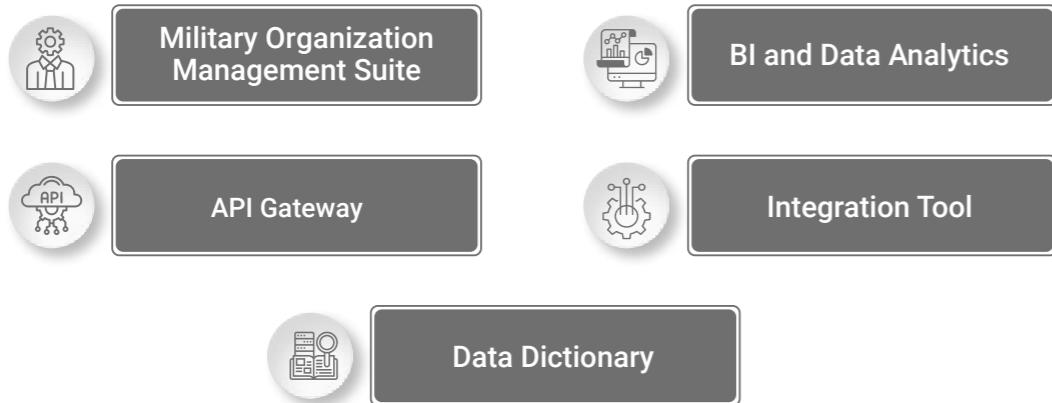 Military Organization
Management Suite
BI and Data Analytics
API
API Gateway
Integration Tool
Data Dictionary